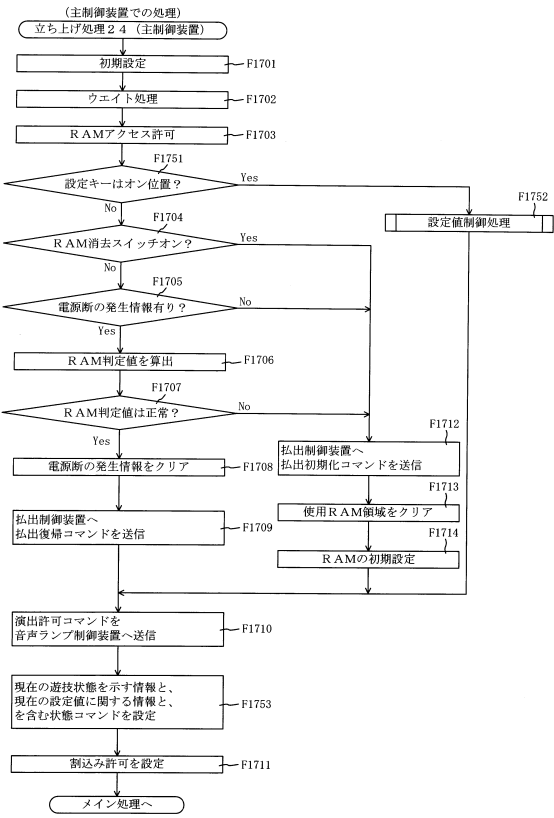 （主制御装置での処理）
立ち上げ処理２４（主制御装置）
初期設定
F1701
ウエイト処理
F1702
ＲＡＭアクセス許可
F1703
F1751
設定キーはオン位置？
Yes
No
F1752
設定値制御処理
F1704
ＲＡＭ消去スイッチオン？
Yes
No
F1705
電源断の発生情報有り？
No
Yes
ＲＡＭ判定値を算出
F1706
F1707
ＲＡＭ判定値は正常？
No
Yes
F1712
払出制御装置へ
払出初期化コマンドを送信
電源断の発生情報をクリア
F1708
F1713
使用ＲＡＭ領域をクリア
払出制御装置へ
払出復帰コマンドを送信
F1709
F1714
ＲＡＭの初期設定
演出許可コマンドを
音声ランプ制御装置へ送信
F1710
現在の遊技状態を示す情報と、
現在の設定値に関する情報と、
を含む状態コマンドを設定
F1753
割込み許可を設定
F1711
メイン処理へ